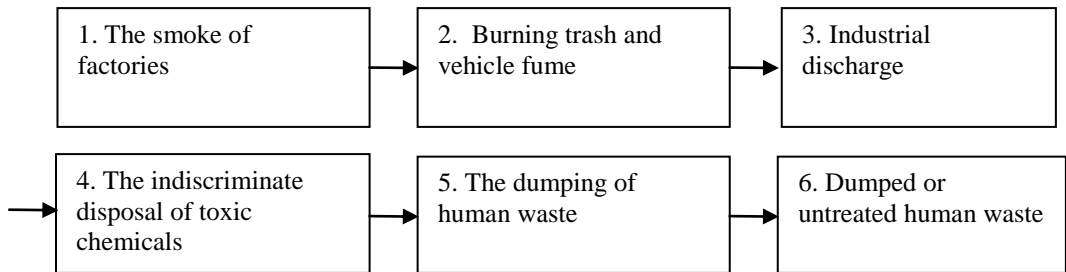 1. The smoke of
factories
2. Burning trash and
vehicle fume
3. Industrial
discharge
4. The indiscriminate
disposal of toxic
chemicals
5. The dumping of
human waste
6. Dumped or
untreated human waste